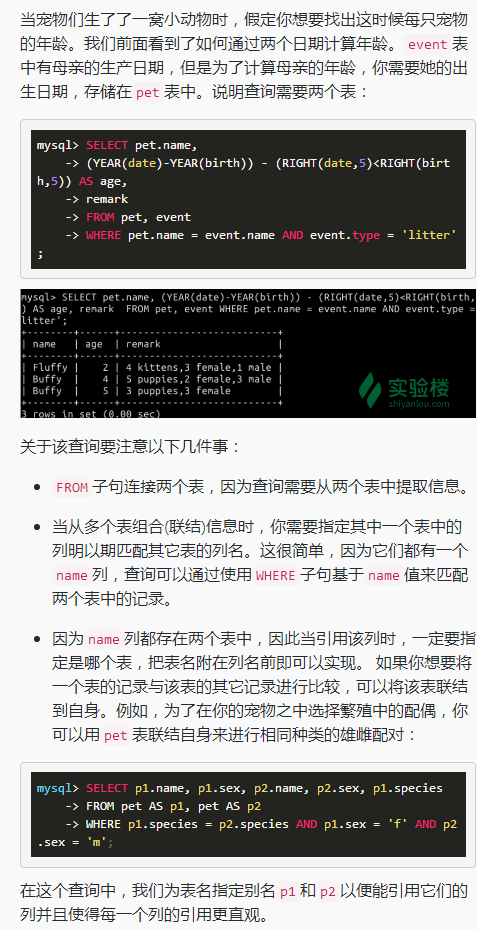 当宠物们生了了一窝小动物时，假定你想要找出这时候每只宠物
的年龄。我们前面看到了如何通过两个日期计算年龄。event 表
中有母亲的生产日期，但是为了计算母亲的年龄，你需要她的出
生日期，存储在 pet 表中。说明查询需要两个表：
mysql> SELECT pet.name,
-> (YEAR(date)-YEAR(birth)) - (RIGHT(date,5)<RIGHT(birt
h,5)) AS age,
-> remark
-> FROM pet, event
-> WHERE pet.name = event.name AND event.type = 'litter'
;
mysql> SELECT pet.name, (YEAR(date)-YEAR(birth)) - (RIGHT(date,5)<RIGHT(birth,
) AS age, remark  FROM pet, event WHERE pet.name = event.name AND event.type =
litter';
+--------+------+-----------------------------+
| name | age | remark |
+--------+------+-----------------------------+
| Fluffy | 2 | 4 kittens,3 female,1 male |
| Buffy | 4 | 5 puppies,2 female,3 male |
| Buffy | 5 | 3 puppies,3 female |
+--------+------+-----------------------------+
3 rows in set (0.00 sec)
实验楼
shiyanlou.com
关于该查询要注意以下几件事：
• FROM 子句连接两个表，因为查询需要从两个表中提取信息。
• 当从多个表组合(联结)信息时，你需要指定其中一个表中的
列明以期匹配其它表的列名。这很简单，因为它们都有一个
name 列，查询可以通过使用 WHERE 子句基于 name 值来匹配
两个表中的记录。
• 因为 name 列都存在两个表中，因此当引用该列时，一定要指
定是哪个表，把表名附在列名前即可以实现。 如果你想要将
一个表的记录与该表的其它记录进行比较，可以将该表联结
到自身。例如，为了在你的宠物之中选择繁殖中的配偶，你
可以用 pet 表联结自身来进行相同种类的雄雌配对：
mysql> SELECT p1.name, p1.sex, p2.name, p2.sex, p1.species
-> FROM pet AS p1, pet AS p2
-> WHERE p1.species = p2.species AND p1.sex = 'f' AND p2
.sex = 'm';
在这个查询中，我们为表名指定别名 p1 和 p2 以便能引用它们的
列并且使得每一个列的引用更直观。